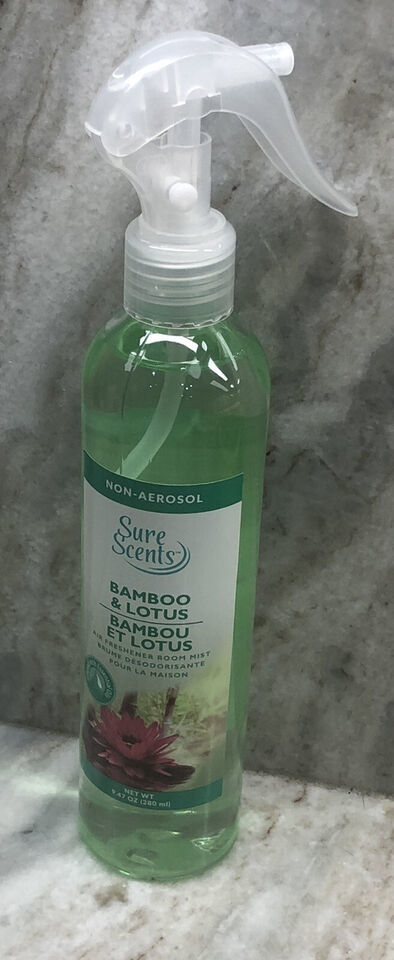 NON-AEROSOL
Sure
Scents™
BAMBOO
& LOTUS
BAMBOU
ET LOTUS
AIR FRESHENER ROOM MIST
BRUME DÉSODORISANTE
POUR LA MAISON
NET WT
9.47 OZ (280 ml)